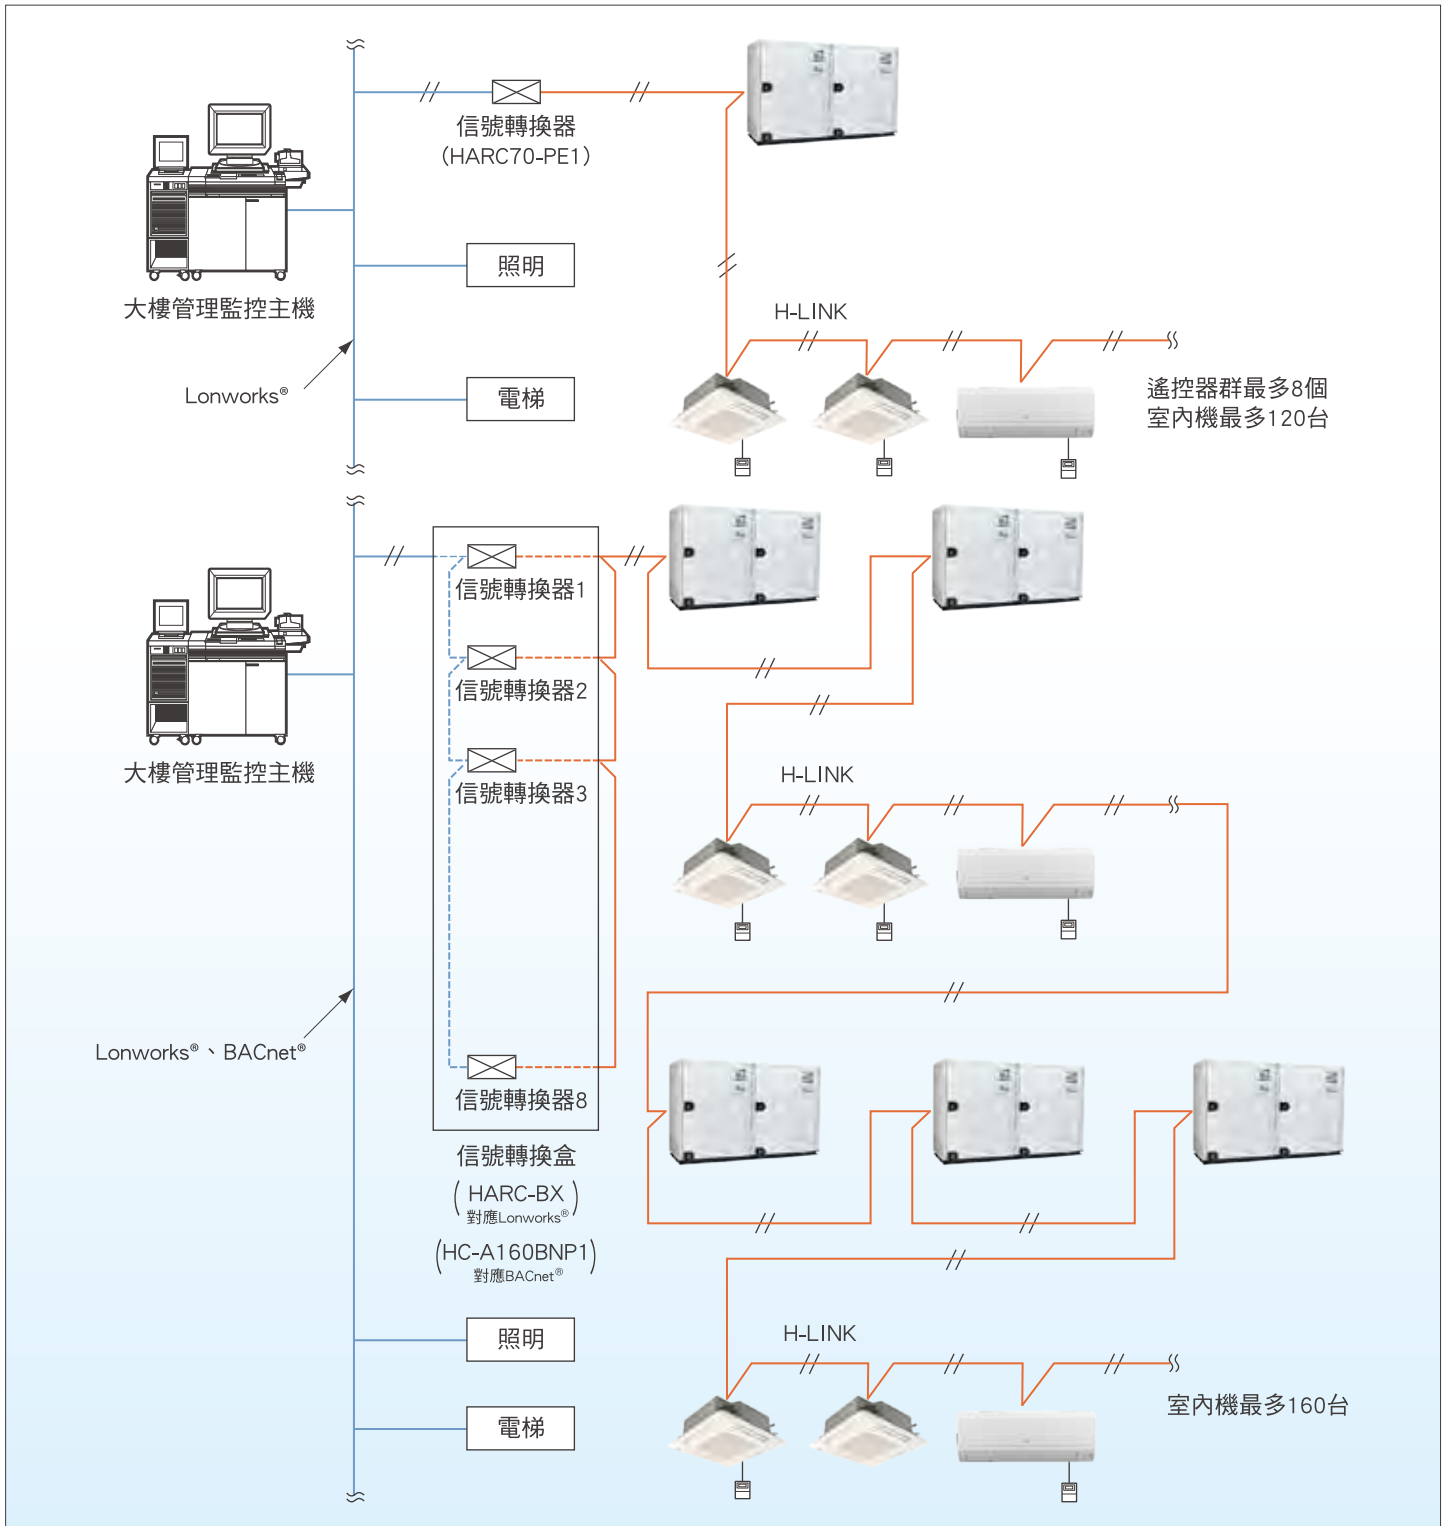 信號轉換器
（HARC70-PE1）
大樓管理監控主機
照明
H-LINK
Lonworks®
電梯
遙控器群最多8個
室內機最多120台
信號轉換器1
信號轉換器2
大樓管理監控主機
信號轉換器3
H-LINK
Lonworks®、BACnet®
信號轉換器8
信號轉換盒
(HARC-BX
對應Lonworks®)
(HC-A160BNP1)
對應BACnet®
照明
H-LINK
電梯
室內機最多160台